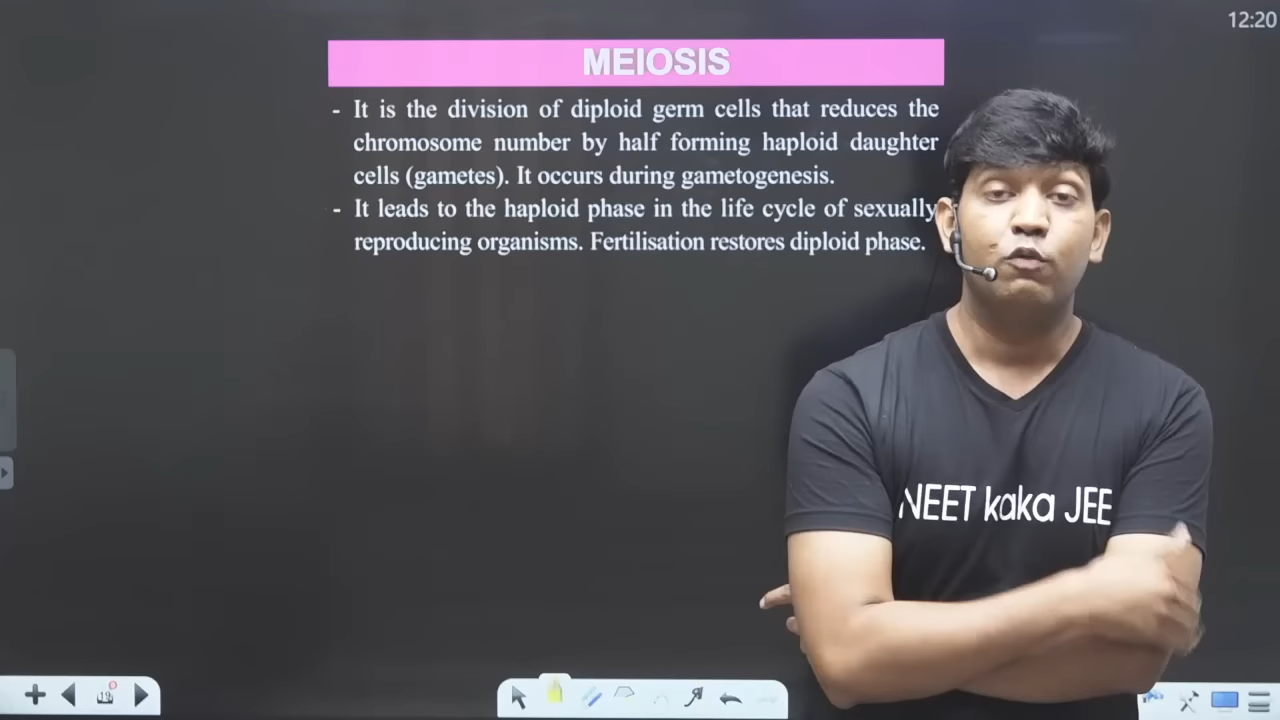 12:20
MEIOSIS
- It is the division of diploid germ cells that reduces the
chromosome number by half forming haploid daughter
cells (gametes). It occurs during gametogenesis.
- It leads to the haploid phase in the life cycle of sexually
reproducing organisms. Fertilisation restores diploid phase.
NEET kaka JEE